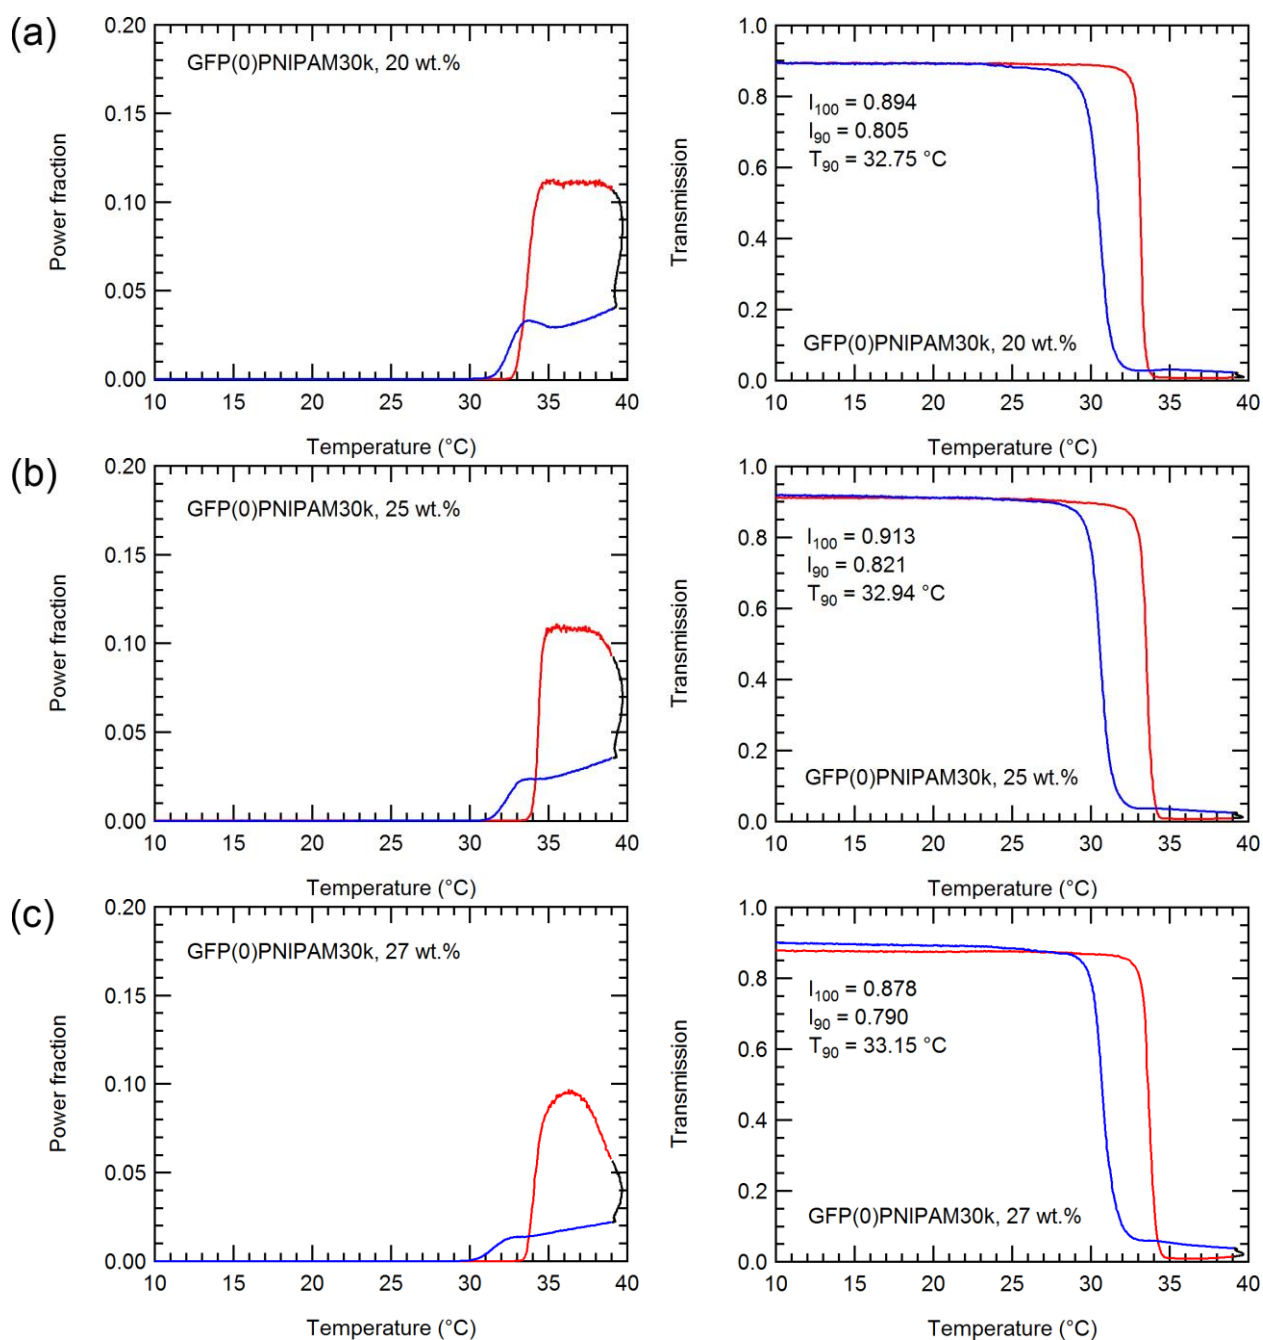 (a)
0.20
0.15
0.10
0.05
0.00
Power fraction
GFP(0)PNIPAM30k, 20 wt.%
10 15 20 25 30 35 40
Temperature (°C)
1.0
0.8
0.6
0.4
0.2
0.0
Transmission
I100 = 0.894
I90 = 0.805
T90 = 32.75 °C
GFP(0)PNIPAM30k, 20 wt.%
10 15 20 25 30 35 40
Temperature (°C)
(b)
0.20
0.15
0.10
0.05
0.00
Power fraction
GFP(0)PNIPAM30k, 25 wt.%
10 15 20 25 30 35 40
Temperature (°C)
1.0
0.8
0.6
0.4
0.2
0.0
Transmission
I100 = 0.913
I90 = 0.821
T90 = 32.94 °C
GFP(0)PNIPAM30k, 25 wt.%
10 15 20 25 30 35 40
Temperature (°C)
(c)
0.20
0.15
0.10
0.05
0.00
Power fraction
GFP(0)PNIPAM30k, 27 wt.%
10 15 20 25 30 35 40
Temperature (°C)
1.0
0.8
0.6
0.4
0.2
0.0
Transmission
I100 = 0.878
I90 = 0.790
T90 = 33.15 °C
GFP(0)PNIPAM30k, 27 wt.%
10 15 20 25 30 35 40
Temperature (°C)